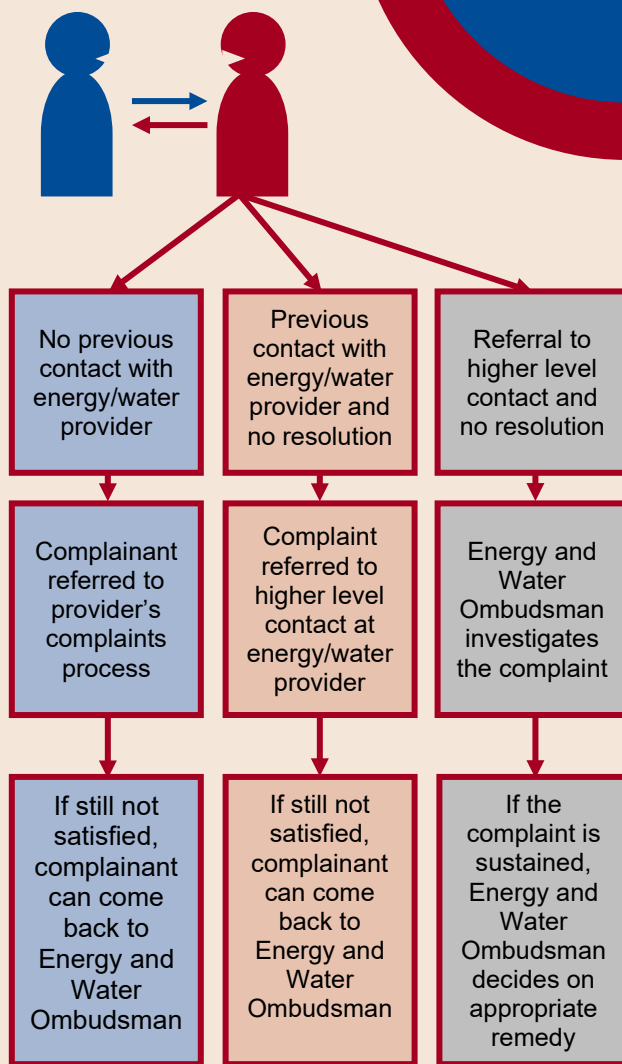 No previous
contact with
energy/water
provider
Previous
contact with
energy/water
provider and
no resolution
Referral to
higher level
contact and
no resolution
Complainant
referred to
provider’s
complaints
process
Complaint
referred to
higher level
contact at
energy/water
provider
Energy and
Water
Ombudsman
investigates
the complaint
If still not
satisfied,
complainant
can come
back to
Energy and
Water
Ombudsman
If still not
satisfied,
complainant
can come
back to
Energy and
Water
Ombudsman
If the
complaint is
sustained,
Energy and
Water
Ombudsman
decides on
appropriate
remedy